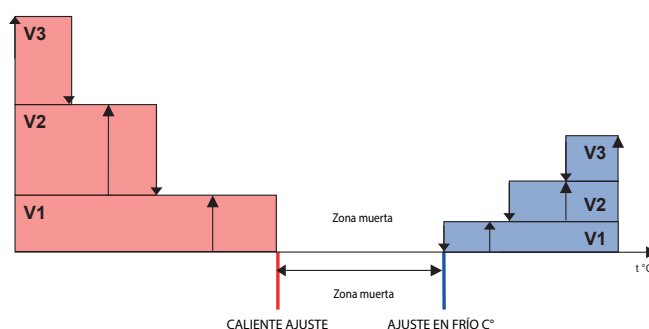 V3
V2
V1
Zona muerta
V3
V2
V1
t °C
Zona muerta
CALIENTE AJUSTE
AJUSTE EN FRÍO C°